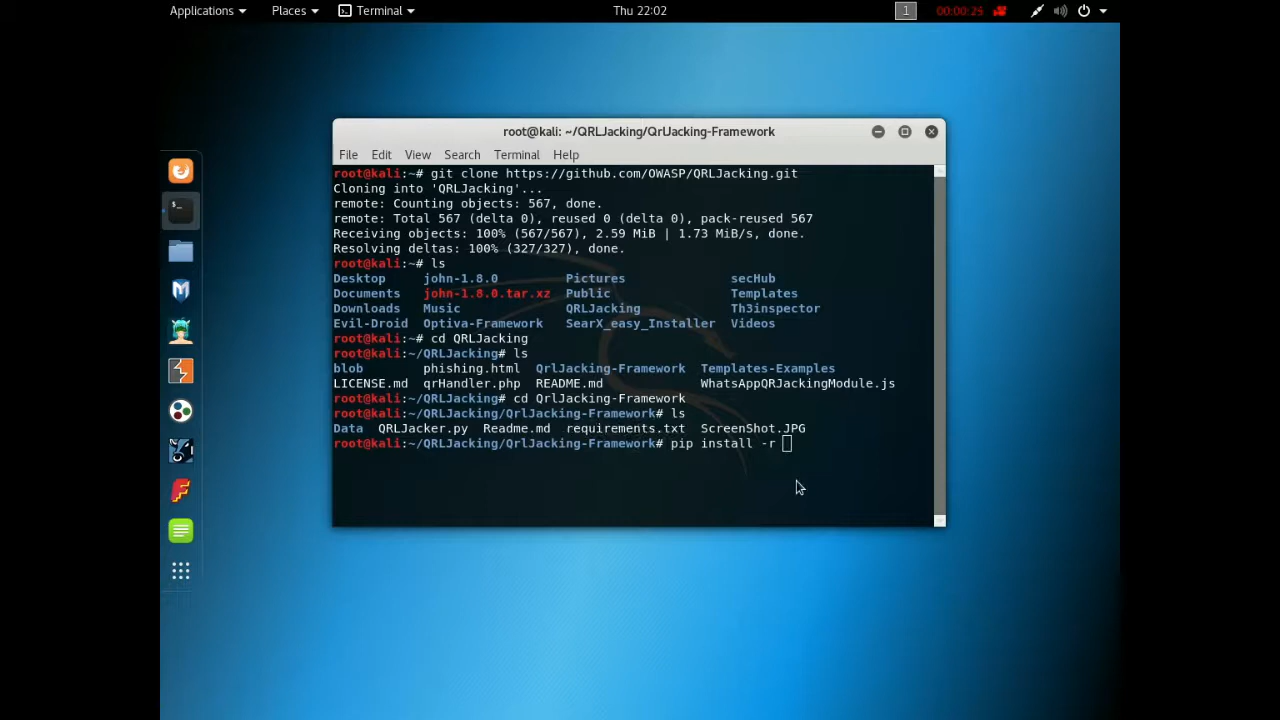 Applications Places Terminal Thu 22:02 1 00:00:25
root@kali: ~/QRLJacking/QrlJacking-Framework
File Edit View Search Terminal Help
root@kali:~# git clone https://github.com/OWASP/QRLJacking.git
Cloning into 'QRLJacking'...
remote: Counting objects: 567, done.
remote: Total 567 (delta 0), reused 0 (delta 0), pack-reused 567
Receiving objects: 100% (567/567), 2.59 MiB | 1.73 MiB/s, done.
Resolving deltas: 100% (327/327), done.
root@kali:~# ls
Desktop john-1.8.0 Pictures secHub
Documents john-1.8.0.tar.xz Public Templates
Downloads Music QRLJacking Th3inspector
Evil-Droid Optiva-Framework SearX_easy_Installer Videos
root@kali:~# cd QRLJacking
root@kali:~/QRLJacking# ls
blob phishing.html QrlJacking-Framework Templates-Examples
LICENSE.md qrHandler.php README.md WhatsAppQRJackingModule.js
root@kali:~/QRLJacking# cd QrlJacking-Framework
root@kali:~/QRLJacking/QrlJacking-Framework# ls
Data QRLJacker.py Readme.md requirements.txt ScreenShot.JPG
root@kali:~/QRLJacking/QrlJacking-Framework# pip install -r